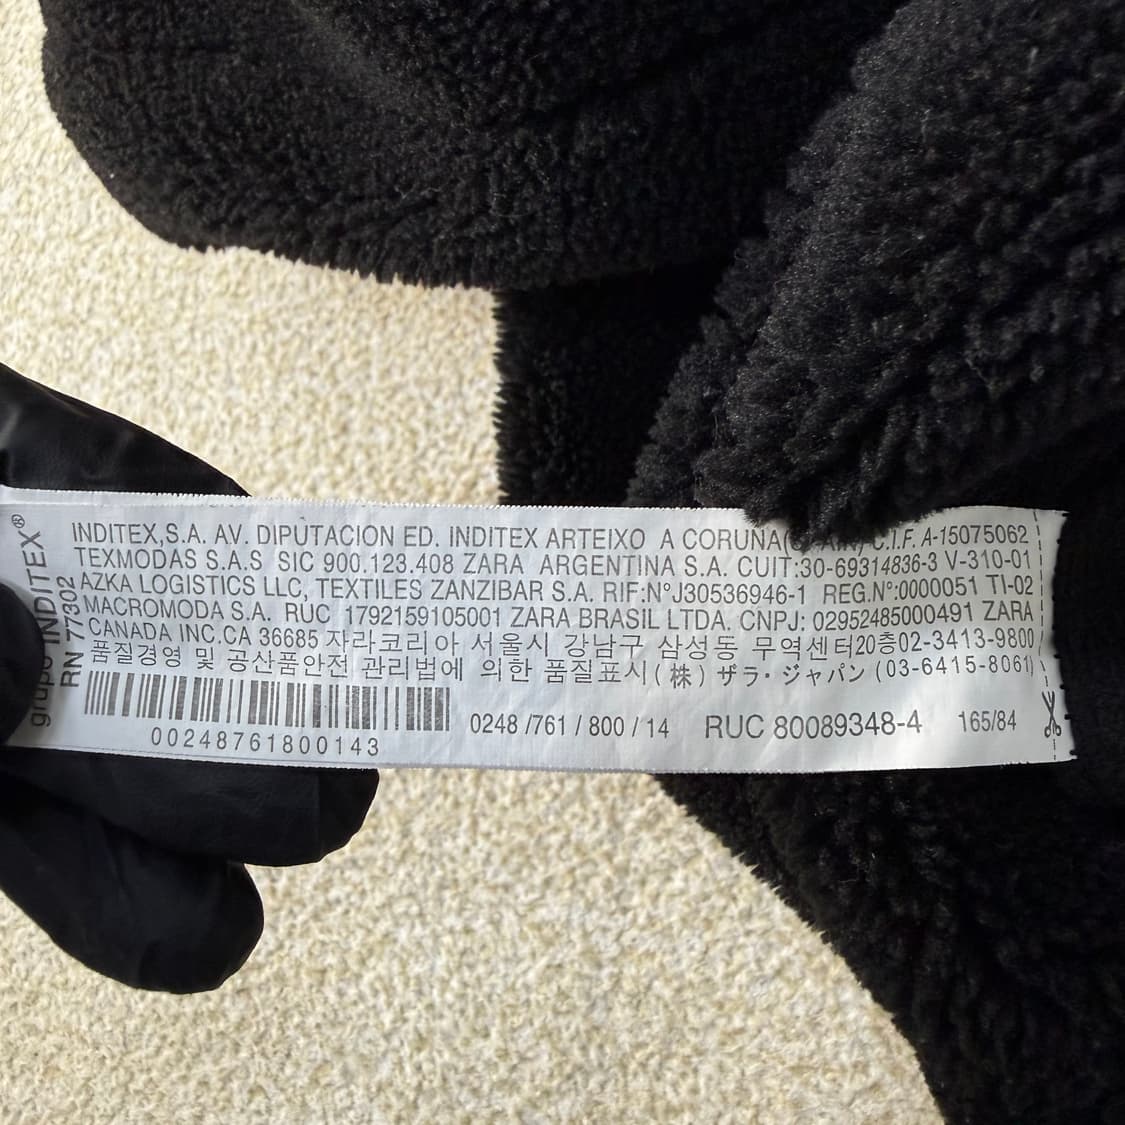 grupo INDITEX®
RN 77302
INDITEX,S.A. AV. DIPUTACION ED. INDITEX ARTEIXO A CORUNA( C.I.F. A-15075062
TEXMODAS S.A.S SIC 900.123.408 ZARA ARGENTINA S.A. CUIT:30-69314836-3 V-310-01
AZKA LOGISTICS LLC, TEXTILES ZANZIBAR S.A. RIF:N°J30536946-1 REG.N°:0000051 TI-02
MACROMODA S.A. RUC 1792159105001 ZARA BRASIL LTDA. CNPJ: 02952485000491 ZARA
CANADA INC.CA 36685 자라코리아 서울시 강남구 삼성동 무역센터20층02-3413-9800
품질경영 및 공산품안전 관리법에 의한 품질표시(株) ザラ・ジャパン (03-6415-8061)
00248761800143
0248 /761 / 800 / 14 RUC 80089348-4 165/84